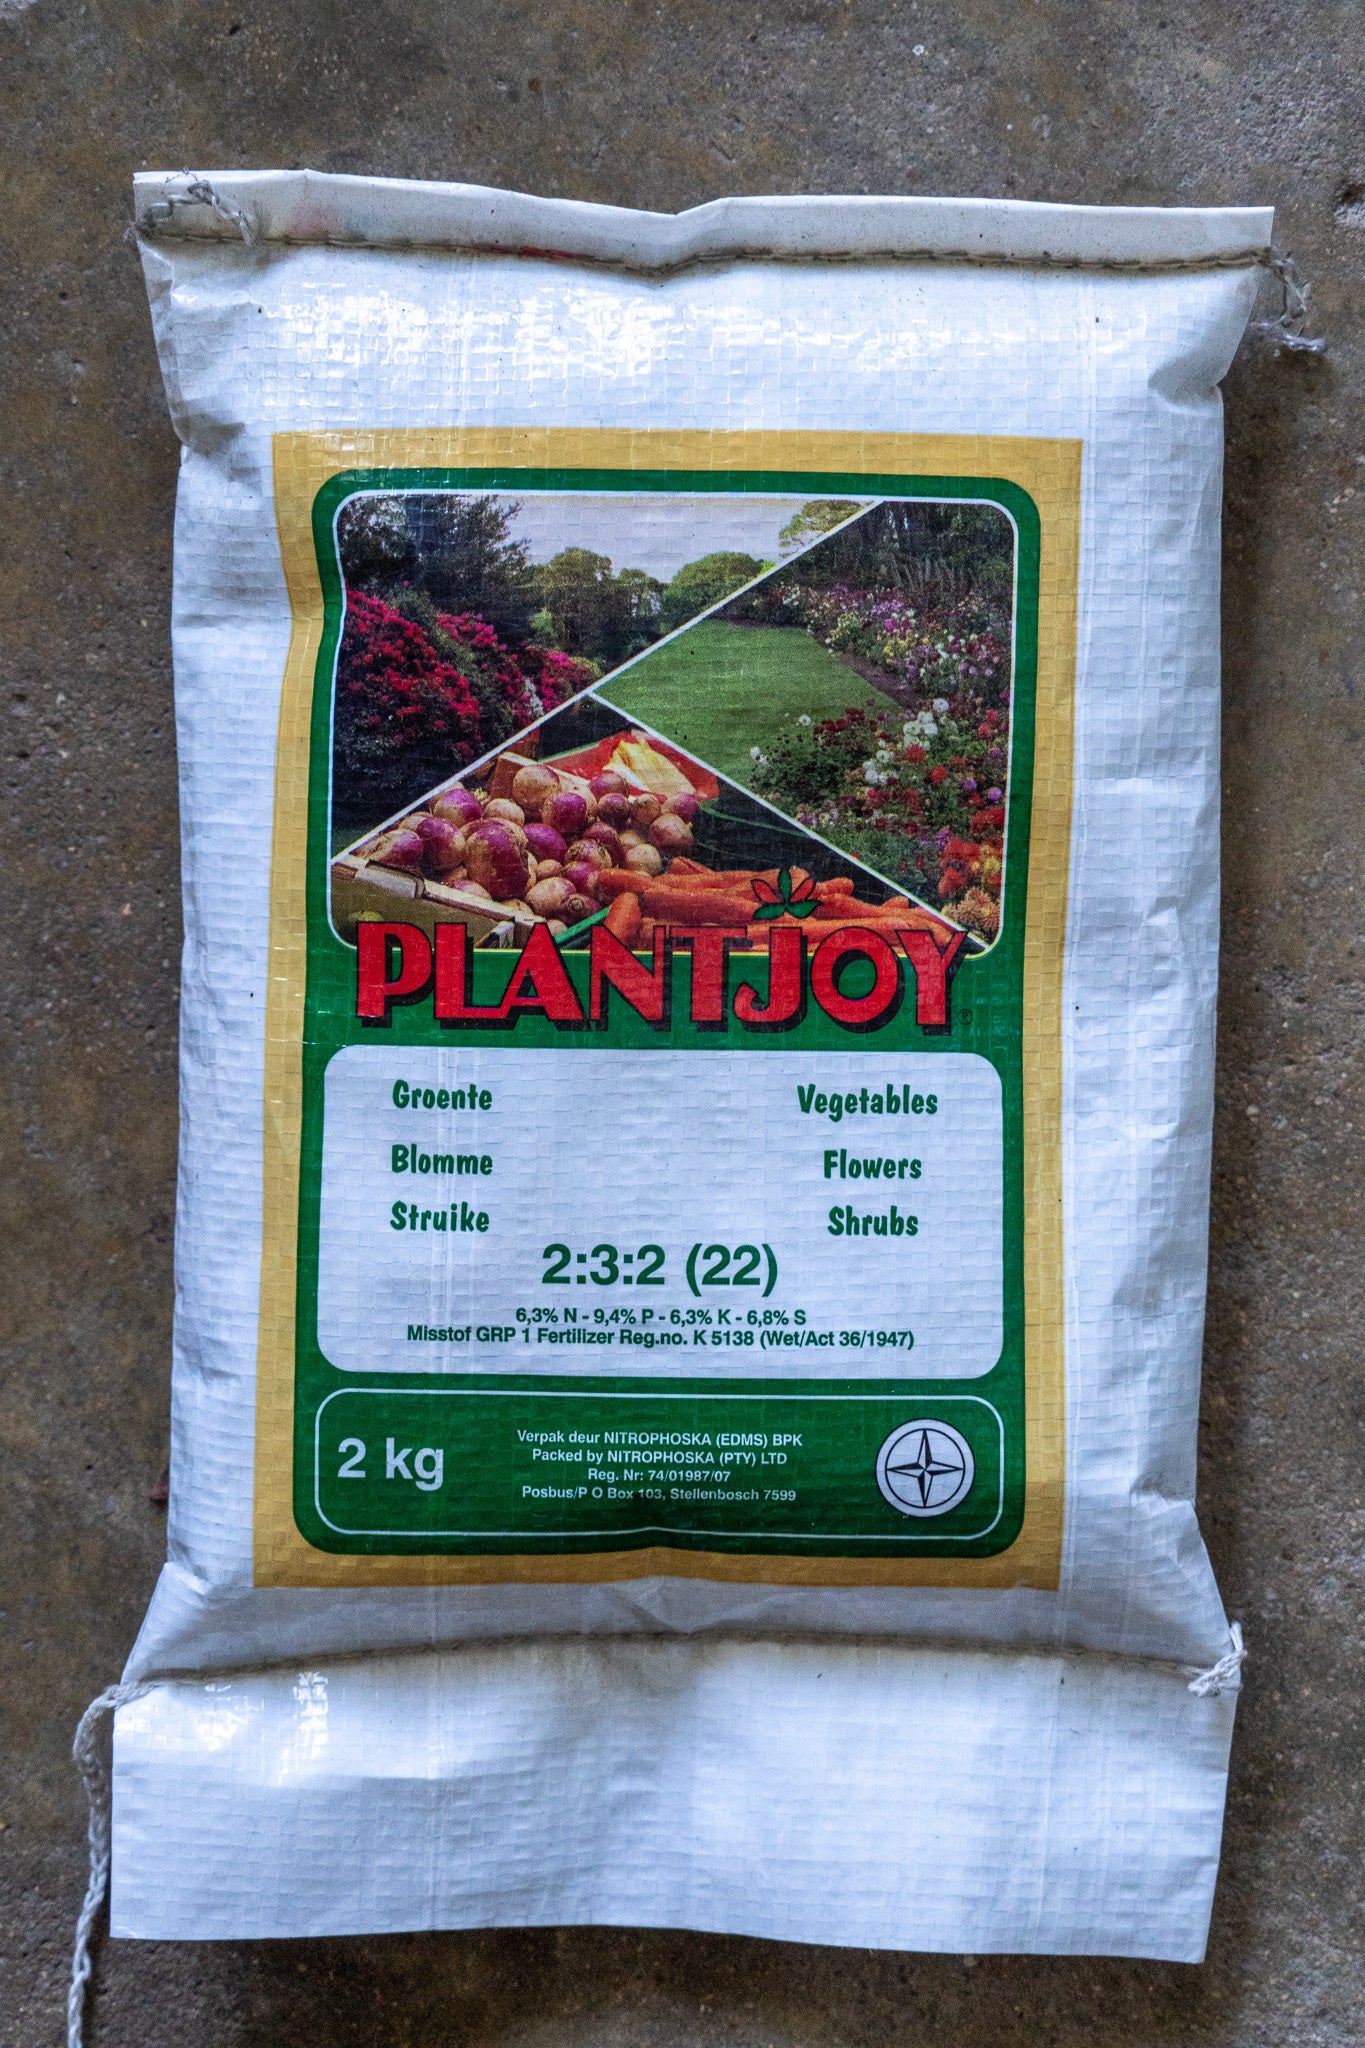 PLANTJOY
®
Groente Vegetables
Blomme Flowers
Struike Shrubs
2:3:2 (22)
6,3% N - 9,4% P - 6,3% K - 6,8% S
Misstof GRP 1 Fertilizer Reg.no. K 5138 (Wet/Act 36/1947)
2 kg
Verpak deur NITROPHOSKA (EDMS) BPK
Packed by NITROPHOSKA (PTY) LTD
Reg. Nr: 74/01987/07
Posbus/P O Box 103, Stellenbosch 7599